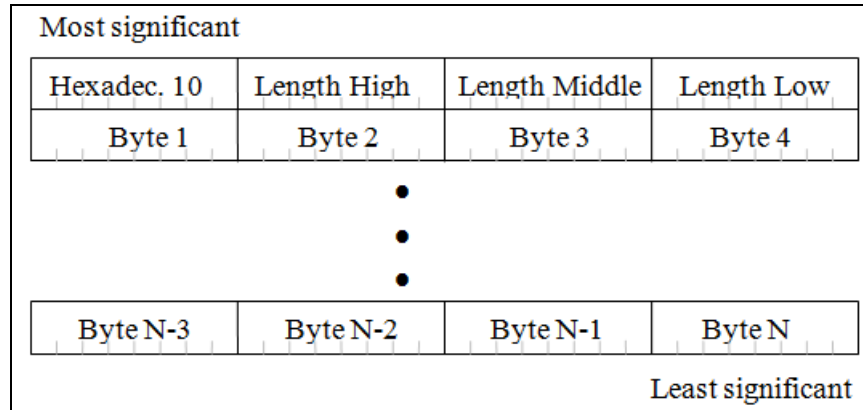 Most significant
Hexadec. 10 Length High Length Middle Length Low
Byte 1 Byte 2 Byte 3 Byte 4
Byte N-3 Byte N-2 Byte N-1 Byte N
Least significant